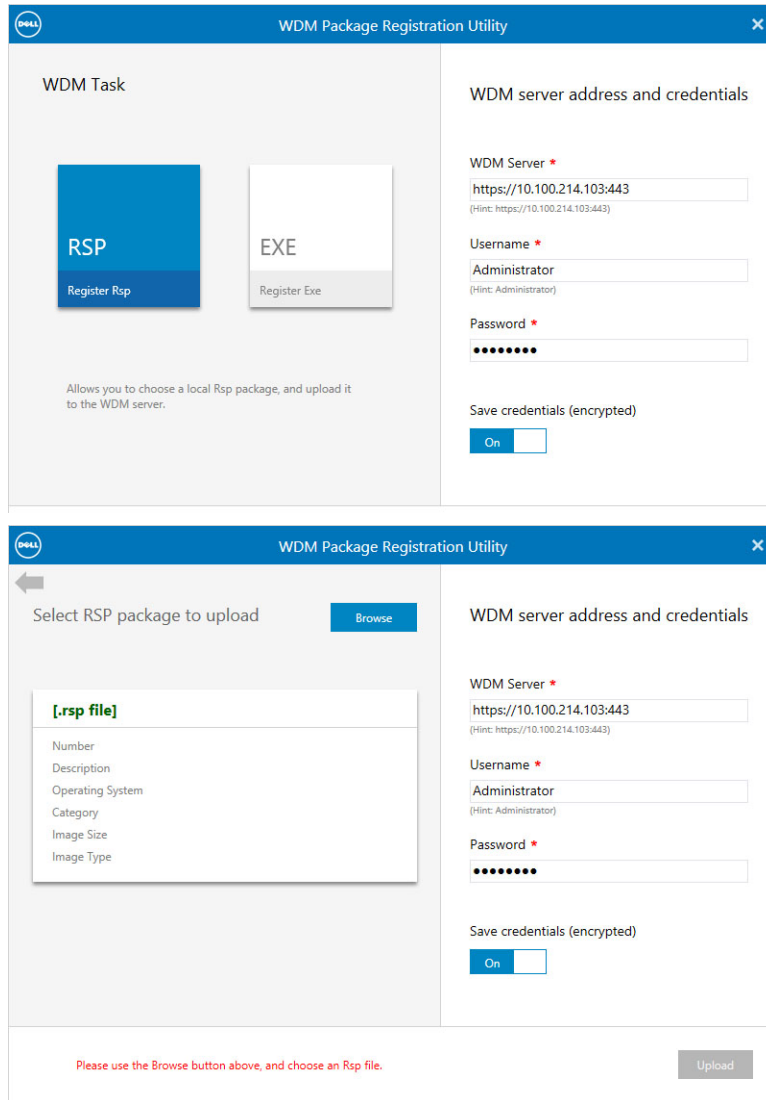 DELL
WDM Package Registration Utility
WDM Task
RSP
Register Rsp
EXE
Register Exe
Allows you to choose a local Rsp package, and upload it
to the WDM server.
WDM server address and credentials
WDM Server *
https://10.100.214.103:443
(Hint: https://10.100.214.103:443)
Username *
Administrator
(Hint: Administrator)
Password *
●●●●●●●●
Save credentials (encrypted)
On
DELL
WDM Package Registration Utility
Select RSP package to upload
Browse
[.rsp file]
Number
Description
Operating System
Category
Image Size
Image Type
WDM server address and credentials
WDM Server *
https://10.100.214.103:443
(Hint: https://10.100.214.103:443)
Username *
Administrator
(Hint: Administrator)
Password *
●●●●●●●●
Save credentials (encrypted)
On
Please use the Browse button above, and choose an Rsp file.
Upload